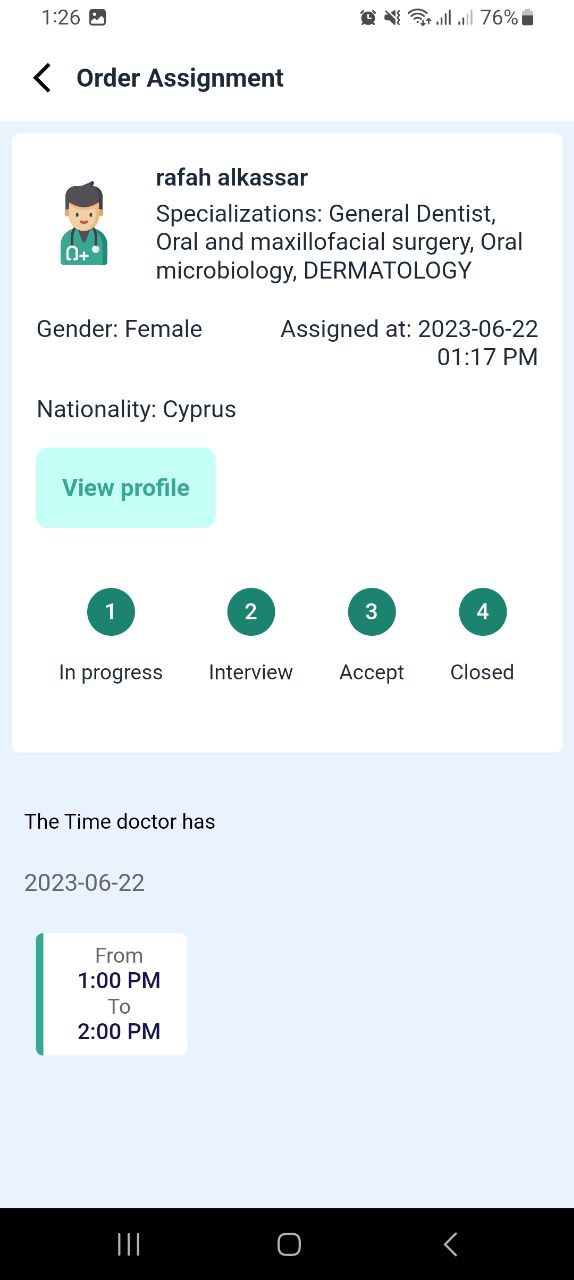 1:26
76%
Order Assignment
rafah alkassar
Specializations: General Dentist,
Oral and maxillofacial surgery, Oral
microbiology, DERMATOLOGY
Gender: Female
Assigned at: 2023-06-22
01:17 PM
Nationality: Cyprus
View profile
1 2 3 4
In progress Interview Accept Closed
The Time doctor has
2023-06-22
From
1:00 PM
To
2:00 PM